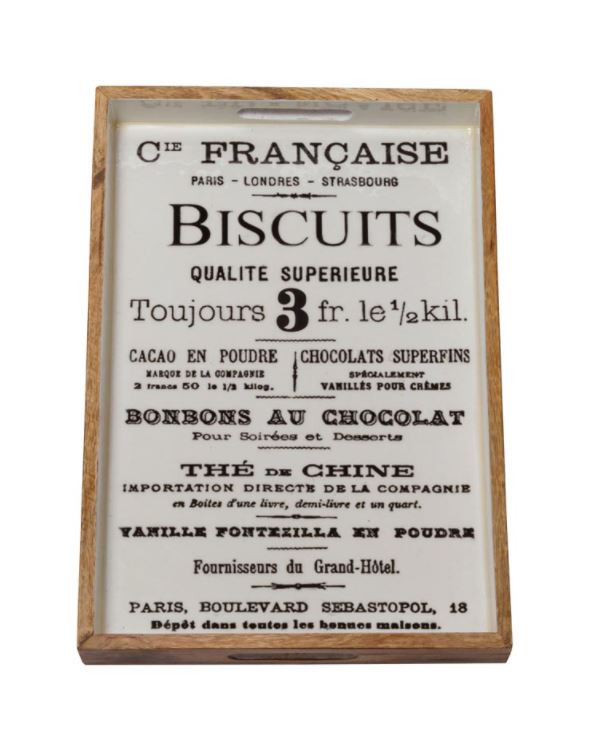 CIE FRANÇAISE
PARIS - LONDRES - STRASBOURG
BISCUITS
QUALITE SUPERIEURE
Toujours 3 fr. le 1/2 kil.
CACAO EN POUDRE
MARQUE DE LA COMPAGNIE
2 francs 50 le 1/2 kilog.
CHOCOLATS SUPERFINS
SPÉCIALEMENT
VANILLÉS POUR CRÈMES
BONBONS AU CHOCOLAT
Pour Soirées et Desserts
THÉ DE CHINE
IMPORTATION DIRECTE DE LA COMPAGNIE
en Boites d'une livre, demi-livre et un quart.
VANILLE FONTEZILLA EN POUDRE
Fournisseurs du Grand-Hôtel.
PARIS, BOULEVARD SEBASTOPOL, 18
Dépôt dans toutes les bonnes maisons.